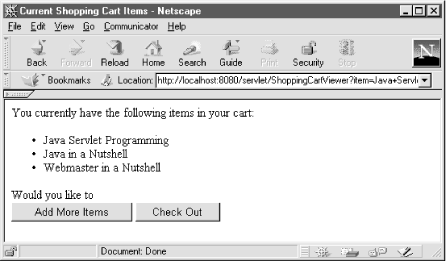 Current Shopping Cart Items - Netscape
File Edit View Go Communicator Help
Back Forward Reload Home Search Guide Print Security Stop
N
Bookmarks Location: http://localhost:8080/servlet/ShoppingCartViewer?item=Java+Servl
You currently have the following items in your cart:
• Java Servlet Programming
• Java in a Nutshell
• Webmaster in a Nutshell
Would you like to
Add More Items Check Out
Document: Done